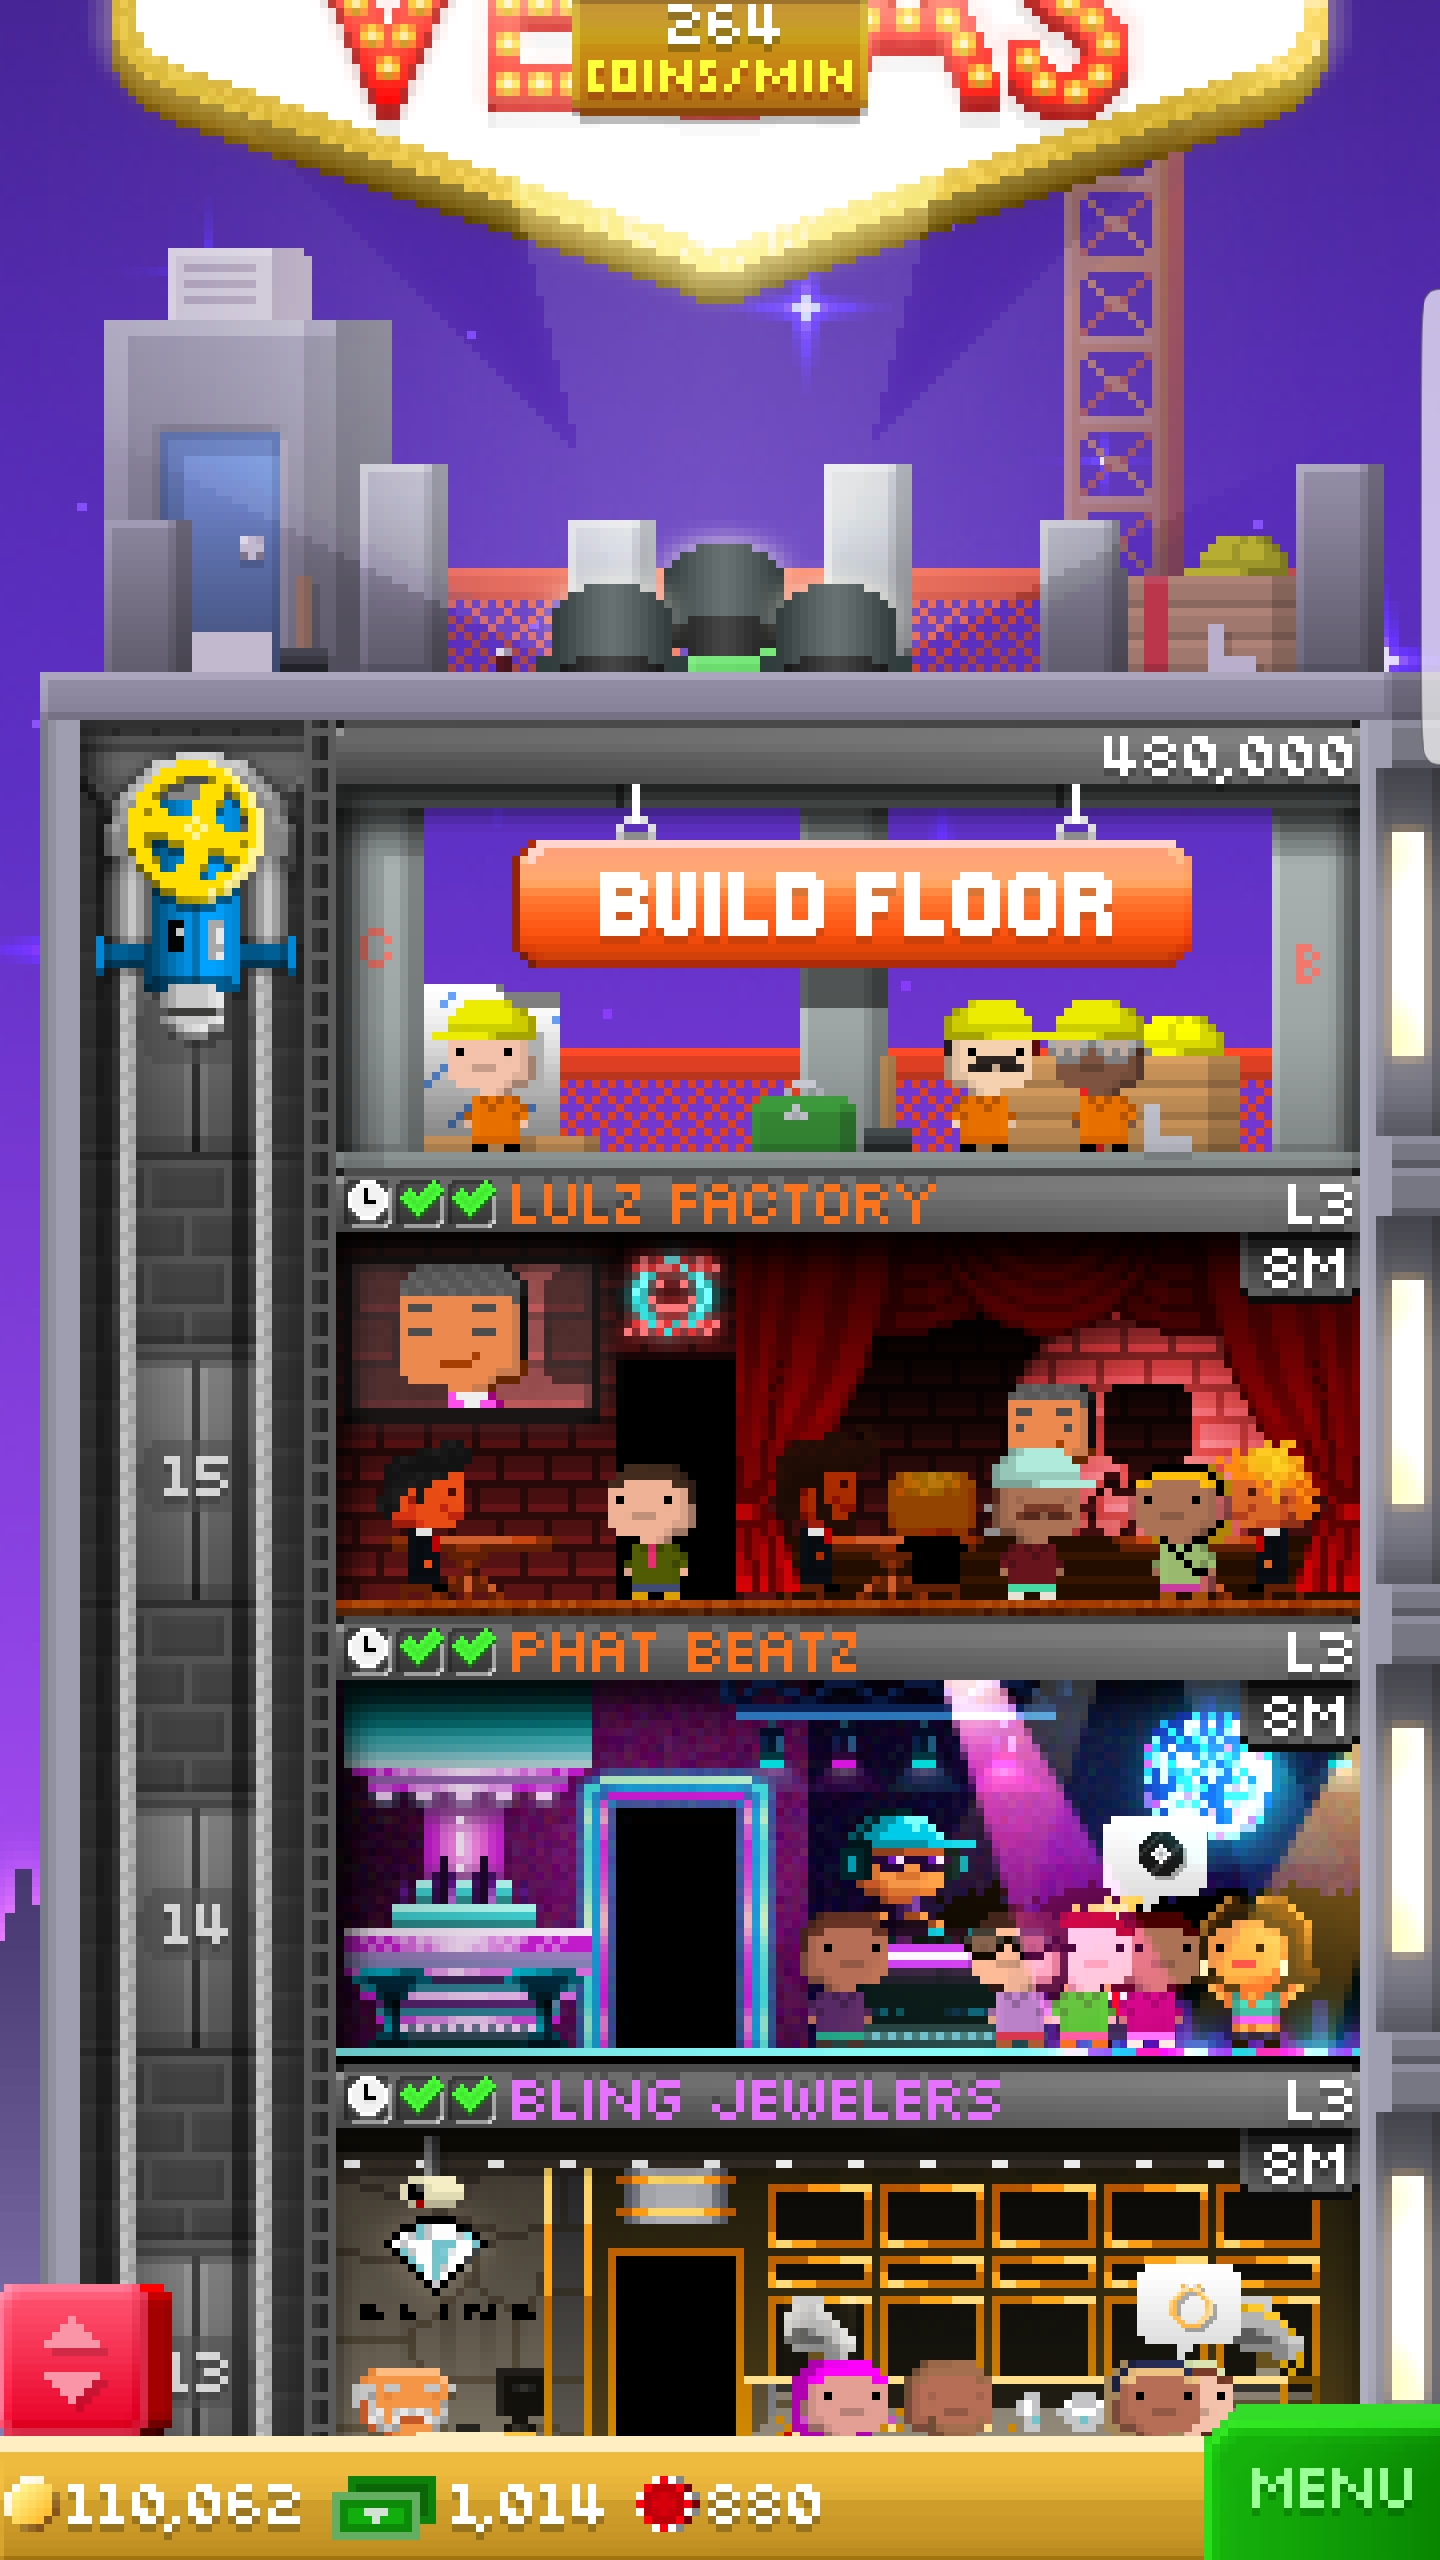 VEGAS
264
COINS/MIN
480,000
C
BUILD FLOOR
B
LULZ FACTORY L3
8M
15
PHAT BEATZ L3
8M
14
BLING JEWELERS L3
8M
BLING
13
110,062 1,014 880
MENU